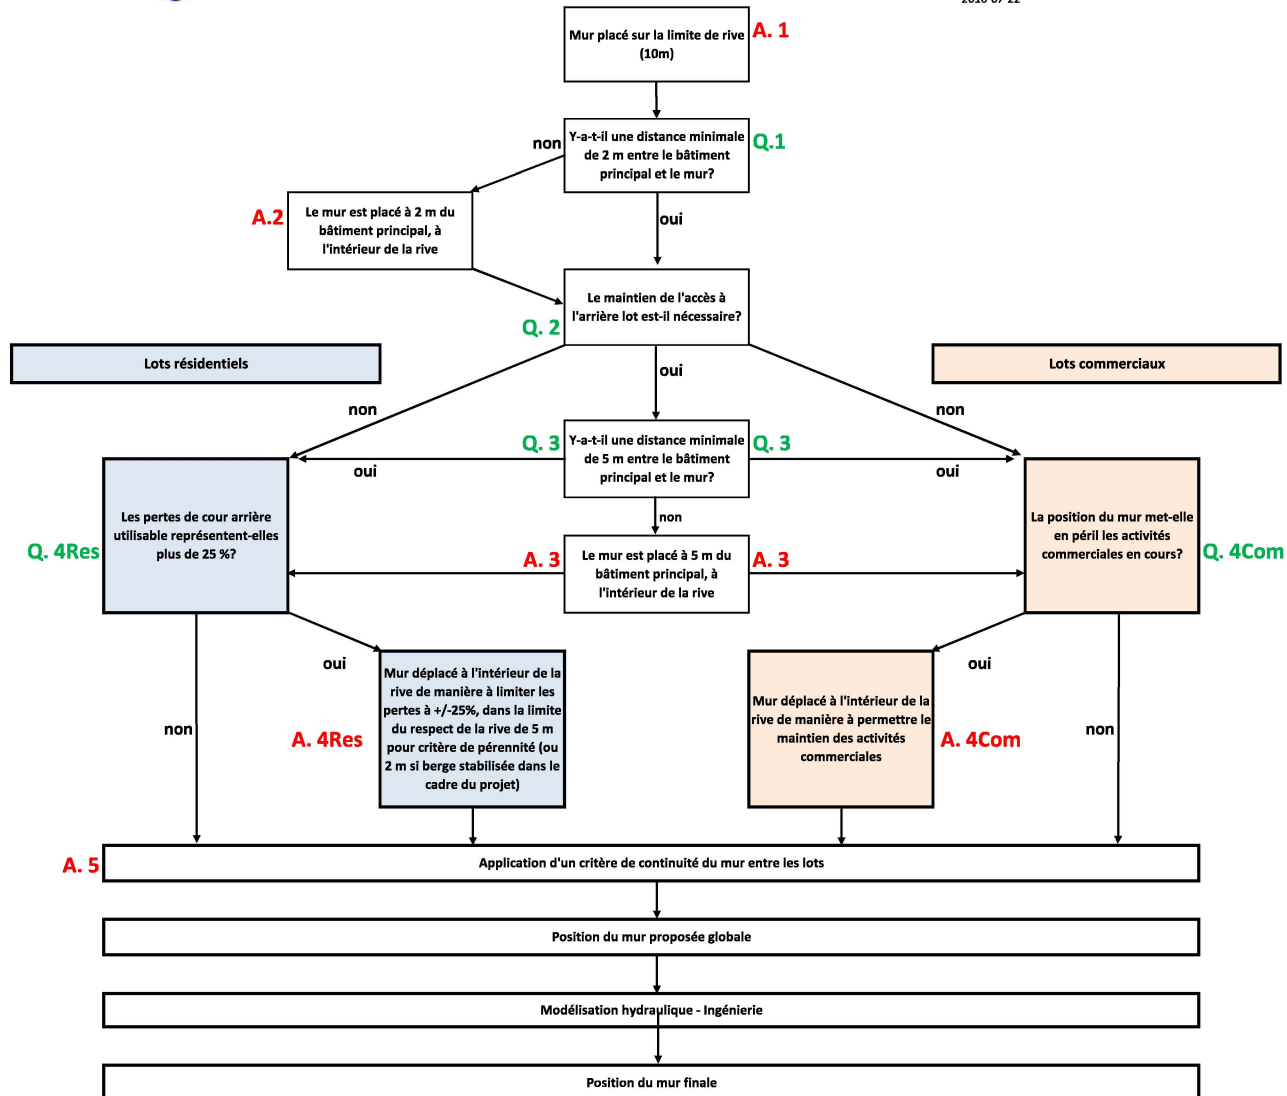 2016-07-22
Mur placé sur la limite de rive
(10m)
A. 1
Y-a-t-il une distance minimale
de 2 m entre le bâtiment
principal et le mur?
Q.1
non
oui
A.2
Le mur est placé à 2 m du
bâtiment principal, à
l'intérieur de la rive
Le maintien de l'accès à
l'arrière lot est-il nécessaire?
Q. 2
Lots résidentiels
Lots commerciaux
non
oui
non
Q. 3
Y-a-t-il une distance minimale
de 5 m entre le bâtiment
principal et le mur?
Q. 3
oui
oui
non
Q. 4Res
Les pertes de cour arrière
utilisable représentent-elles
plus de 25 %?
A. 3
Le mur est placé à 5 m du
bâtiment principal, à
l'intérieur de la rive
A. 3
La position du mur met-elle
en péril les activités
commerciales en cours?
Q. 4Com
non
oui
A. 4Res
Mur déplacé à l'intérieur de la
rive de manière à limiter les
pertes à +/-25%, dans la limite
du respect de la rive de 5 m
pour critère de pérennité (ou
2 m si berge stabilisée dans le
cadre du projet)
Mur déplacé à l'intérieur de la
rive de manière à permettre le
maintien des activités
commerciales
A. 4Com
oui
non
A. 5
Application d'un critère de continuité du mur entre les lots
Position du mur proposée globale
Modélisation hydraulique - Ingénierie
Position du mur finale